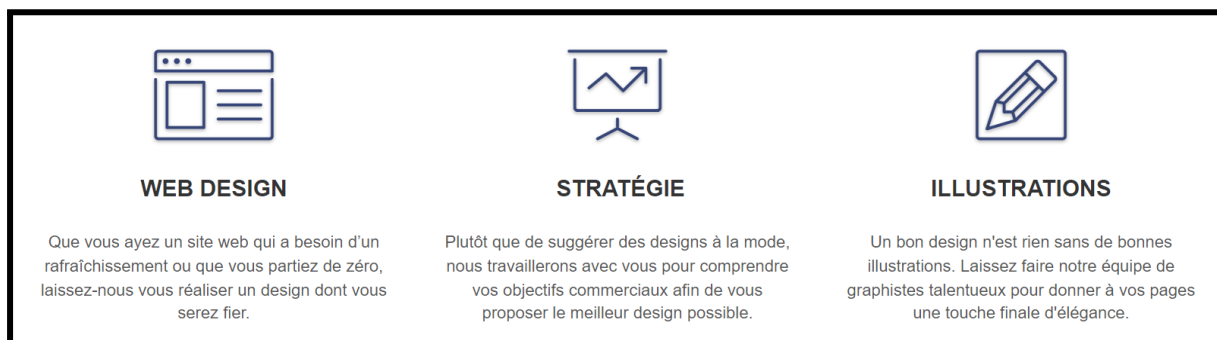 WEB DESIGN
Que vous ayez un site web qui a besoin d’un
rafraîchissement ou que vous partiez de zéro,
laissez-nous vous réaliser un design dont vous
serez fier.
STRATÉGIE
Plutôt que de suggérer des designs à la mode,
nous travaillerons avec vous pour comprendre
vos objectifs commerciaux afin de vous
proposer le meilleur design possible.
ILLUSTRATIONS
Un bon design n'est rien sans de bonnes
illustrations. Laissez faire notre équipe de
graphistes talentueux pour donner à vos pages
une touche finale d'élégance.